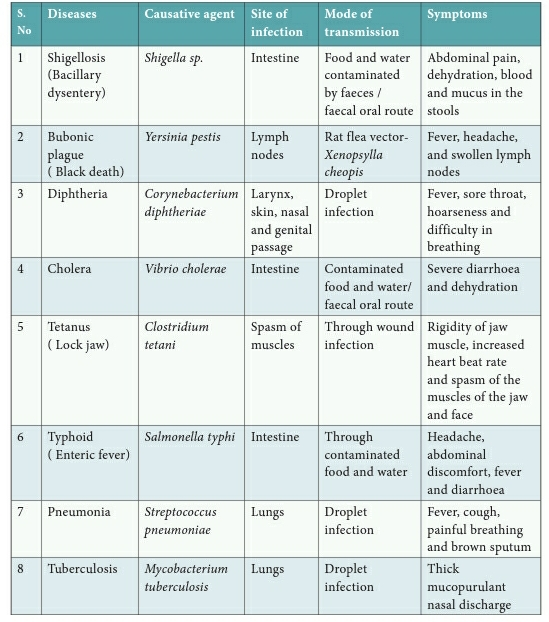 S. No
Diseases
Causative agent
Site of
infection
Mode of
transmission
Symptoms
1
Shigellosis
(Bacillary
dysentery)
Shigella sp.
Intestine
Food and water
contaminated
by faeces /
faecal oral route
Abdominal pain,
dehydration, blood
and mucus in the
stools
2
Bubonic
plague
( Black death)
Yersinia pestis
Lymph
nodes
Rat flea vector-
Xenopsylla
cheopis
Fever, headache,
and swollen lymph
nodes
3
Diphtheria
Corynebacterium
diphtheriae
Larynx,
skin, nasal
and genital
passage
Droplet
infection
Fever, sore throat,
hoarseness and
difficulty in
breathing
4
Cholera
Vibrio cholerae
Intestine
Contaminated
food and water/
faecal oral route
Severe diarrhoea
and dehydration
5
Tetanus
( Lock jaw)
Clostridium
tetani
Spasm of
muscles
Through wound
infection
Rigidity of jaw
muscle, increased
heart beat rate
and spasm of the
muscles of the jaw
and face
6
Typhoid
( Enteric fever)
Salmonella typhi
Intestine
Through
contaminated
food and water
Headache,
abdominal
discomfort, fever
and diarrhoea
7
Pneumonia
Streptococcus
pneumoniae
Lungs
Droplet
infection
Fever, cough,
painful breathing
and brown sputum
8
Tuberculosis
Mycobacterium
tuberculosis
Lungs
Droplet
infection
Thick
mucopurulant
nasal discharge